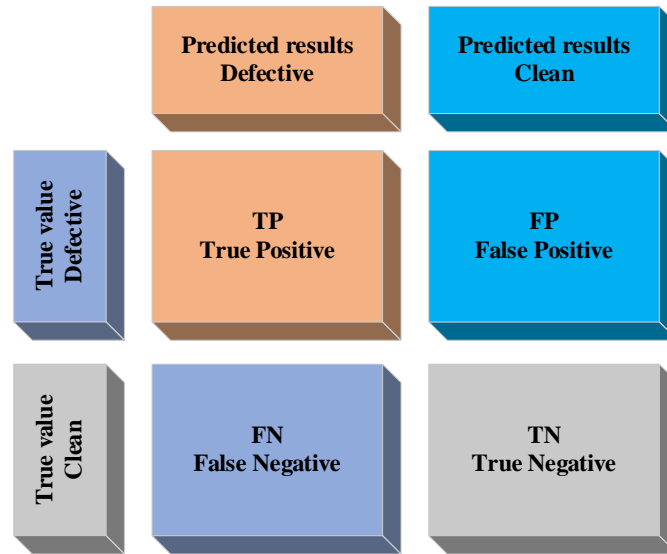 Predicted results
Defective
Predicted results
Clean
True value
Defective
TP
True Positive
FP
False Positive
True value
Clean
FN
False Negative
TN
True Negative